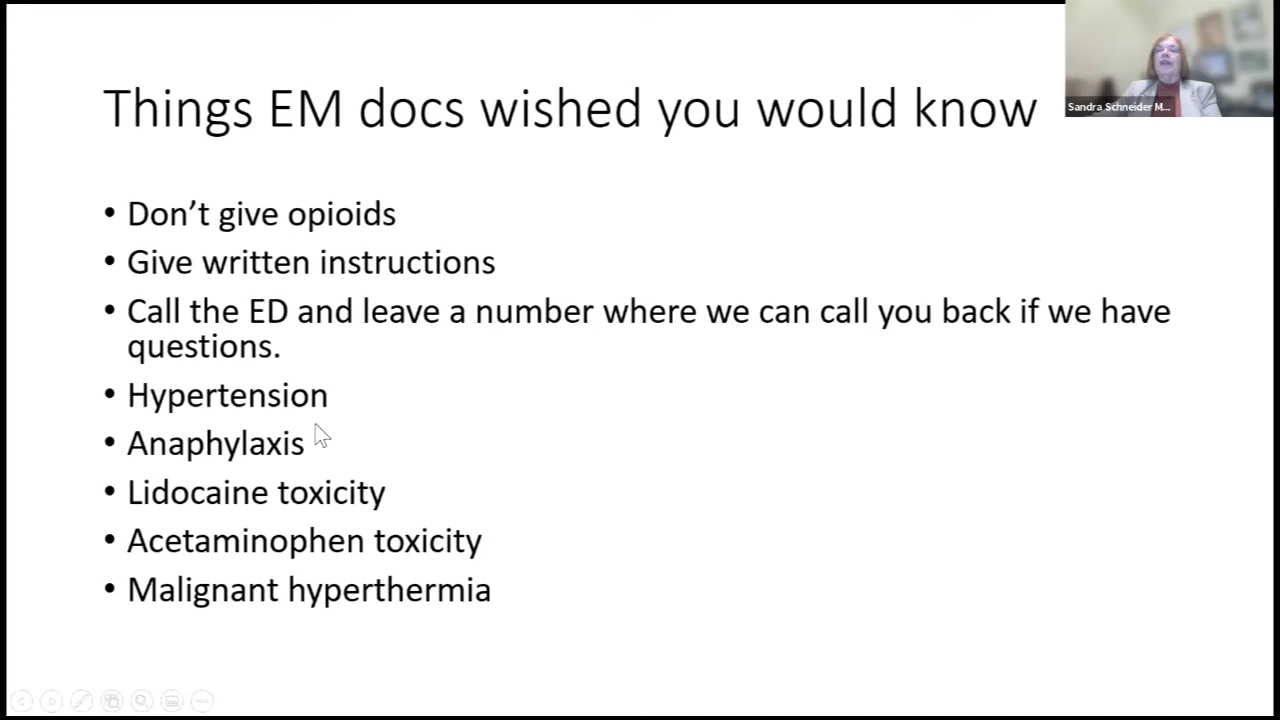 Things EM docs wished you would know
Sandra Schneider M...
• Don’t give opioids
• Give written instructions
• Call the ED and leave a number where we can call you back if we have
questions.
• Hypertension
• Anaphylaxis
• Lidocaine toxicity
• Acetaminophen toxicity
• Malignant hyperthermia